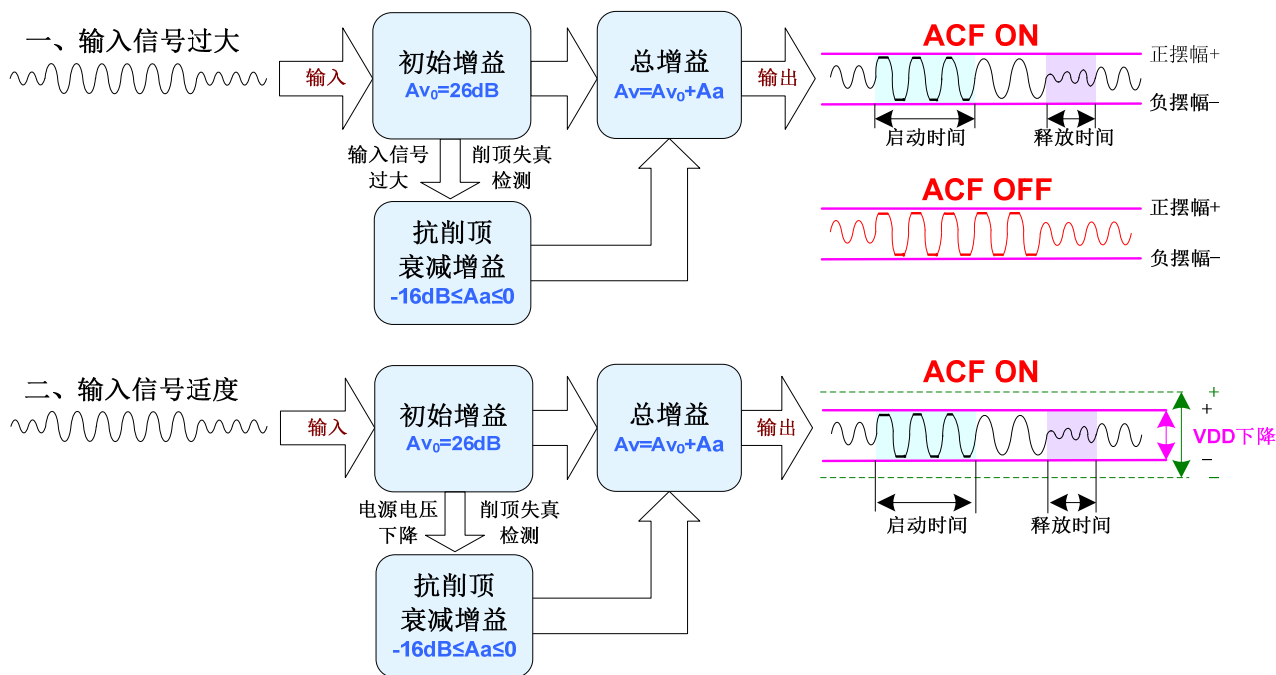 一、输入信号过大
输入
初始增益
Av₀=26dB
总增益
Av=Av₀+Aa
输出
ACF ON
正摆幅+
负摆幅-
启动时间
释放时间
输入信号
过大
削顶失真
检测
抗削顶
衰减增益
-16dB≤Aa≤0
ACF OFF
正摆幅+
负摆幅-
二、输入信号适度
输入
初始增益
Av₀=26dB
总增益
Av=Av₀+Aa
输出
ACF ON
+
+
VDD下降
-
-
启动时间
释放时间
电源电压
下降
削顶失真
检测
抗削顶
衰减增益
-16dB≤Aa≤0